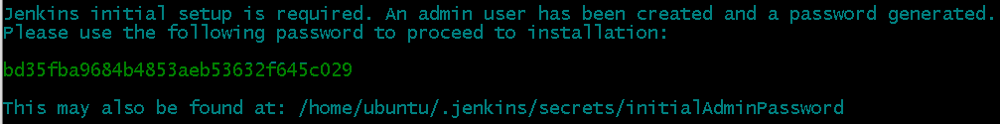 Jenkins initial setup is required. An admin user has been created and a password generated.
Please use the following password to proceed to installation:
bd35fba9684b4853aeb53632f645c029
This may also be found at: /home/ubuntu/.jenkins/secrets/initialAdminPassword